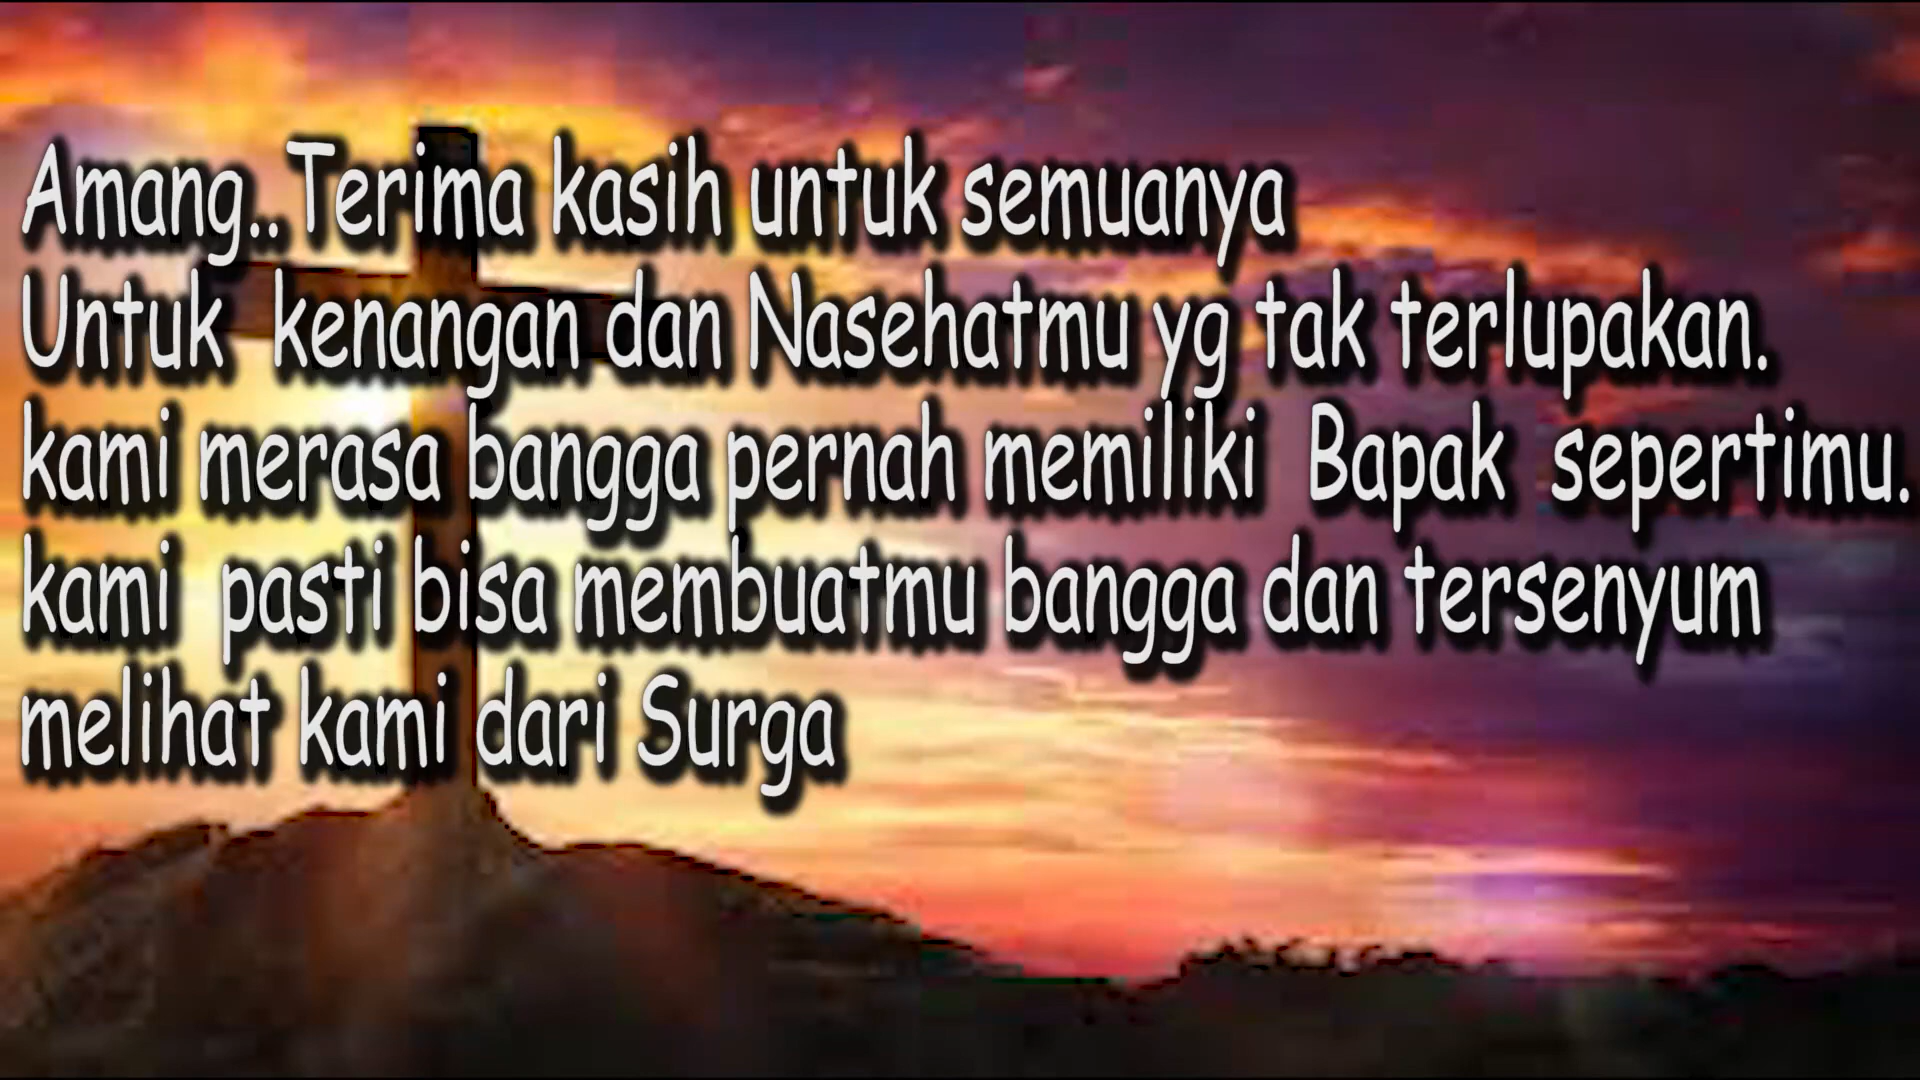 Amang..Terima kasih untuk semuanya
Untuk kenangan dan Nasehatmu yg tak terlupakan.
kami merasa bangga pernah memiliki Bapak sepertimu.
kami pasti bisa membuatmu bangga dan tersenyum
melihat kami dari Surga